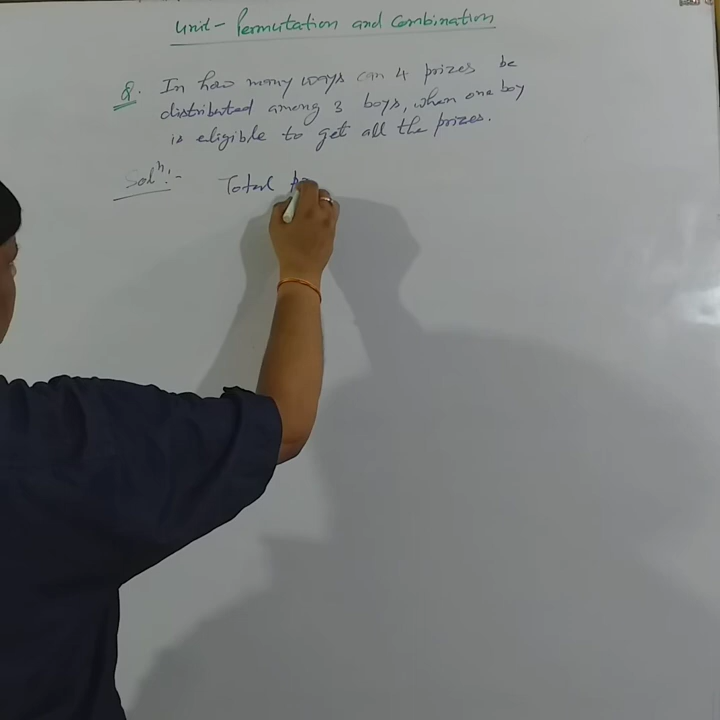 Unit - Permutation and Combination
Q. In how many ways can 4 prizes be
distributed among 3 boys, when one boy
is eligible to get all the prizes.
Solⁿ:- Total